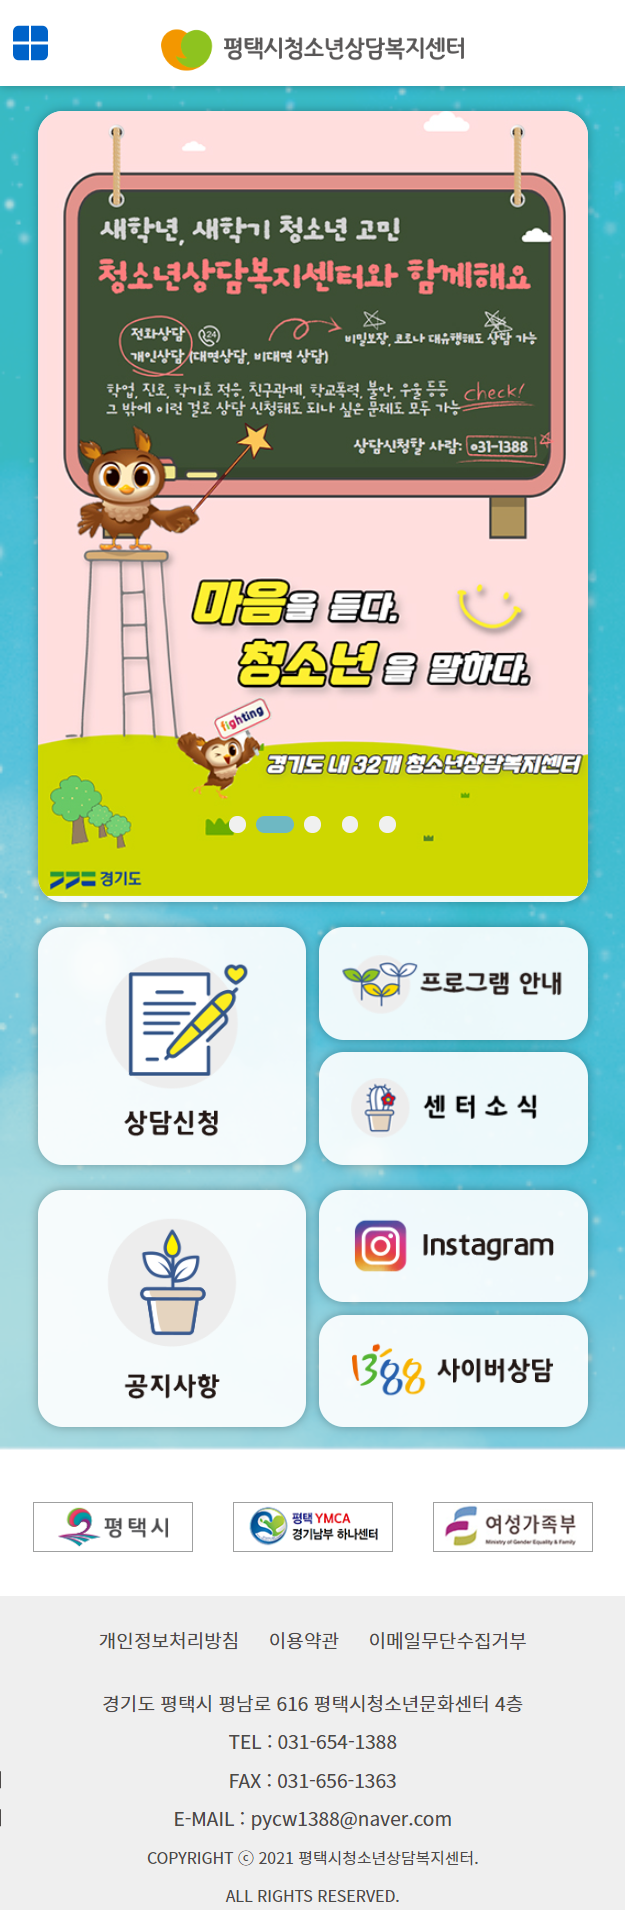 평택시청소년상담복지센터
새학년, 새학기 청소년 고민
청소년상담복지센터와 함께해요
전화상담 24
개인상담 (대면상담, 비대면 상담)
비밀보장, 코로나 대유행해도 상담 가능
학업, 진로, 학기초 적응, 친구관계, 학교폭력, 불안, 우울 등등
그 밖에 이런 걸로 상담 신청해도 되나 싶은 문제도 모두 가능
check!
상담신청할 사람: 031-1388
마음을 듣다.
청소년을 말하다.
fighting
경기도 내 32개 청소년상담복지센터
경기도
상담신청
프로그램 안내
센터소식
공지사항
Instagram
1388 사이버상담
평택시
평택 YMCA
경기남부 하나센터
여성가족부
Ministry of Gender Equality & Family
개인정보처리방침 이용약관 이메일무단수집거부
경기도 평택시 평남로 616 평택시청소년문화센터 4층
TEL : 031-654-1388
FAX : 031-656-1363
E-MAIL : pycw1388@naver.com
COPYRIGHT ⓒ 2021 평택시청소년상담복지센터.
ALL RIGHTS RESERVED.